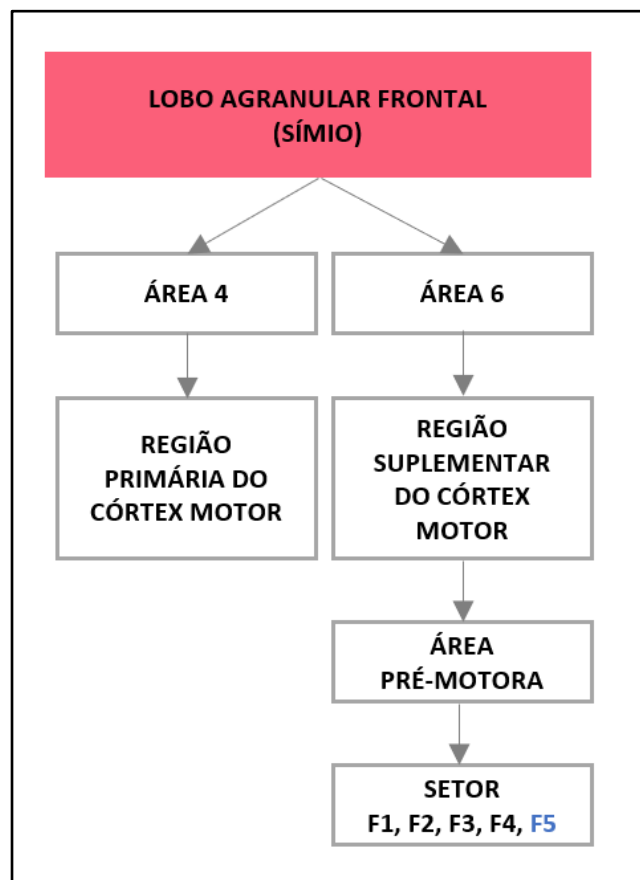 LOBO AGRANULAR FRONTAL
(SÍMIO)
ÁREA 4
ÁREA 6
REGIÃO
PRIMÁRIA DO
CÓRTEX MOTOR
REGIÃO
SUPLEMENTAR
DO CÓRTEX
MOTOR
ÁREA
PRÉ-MOTORA
SETOR
F1, F2, F3, F4, F5